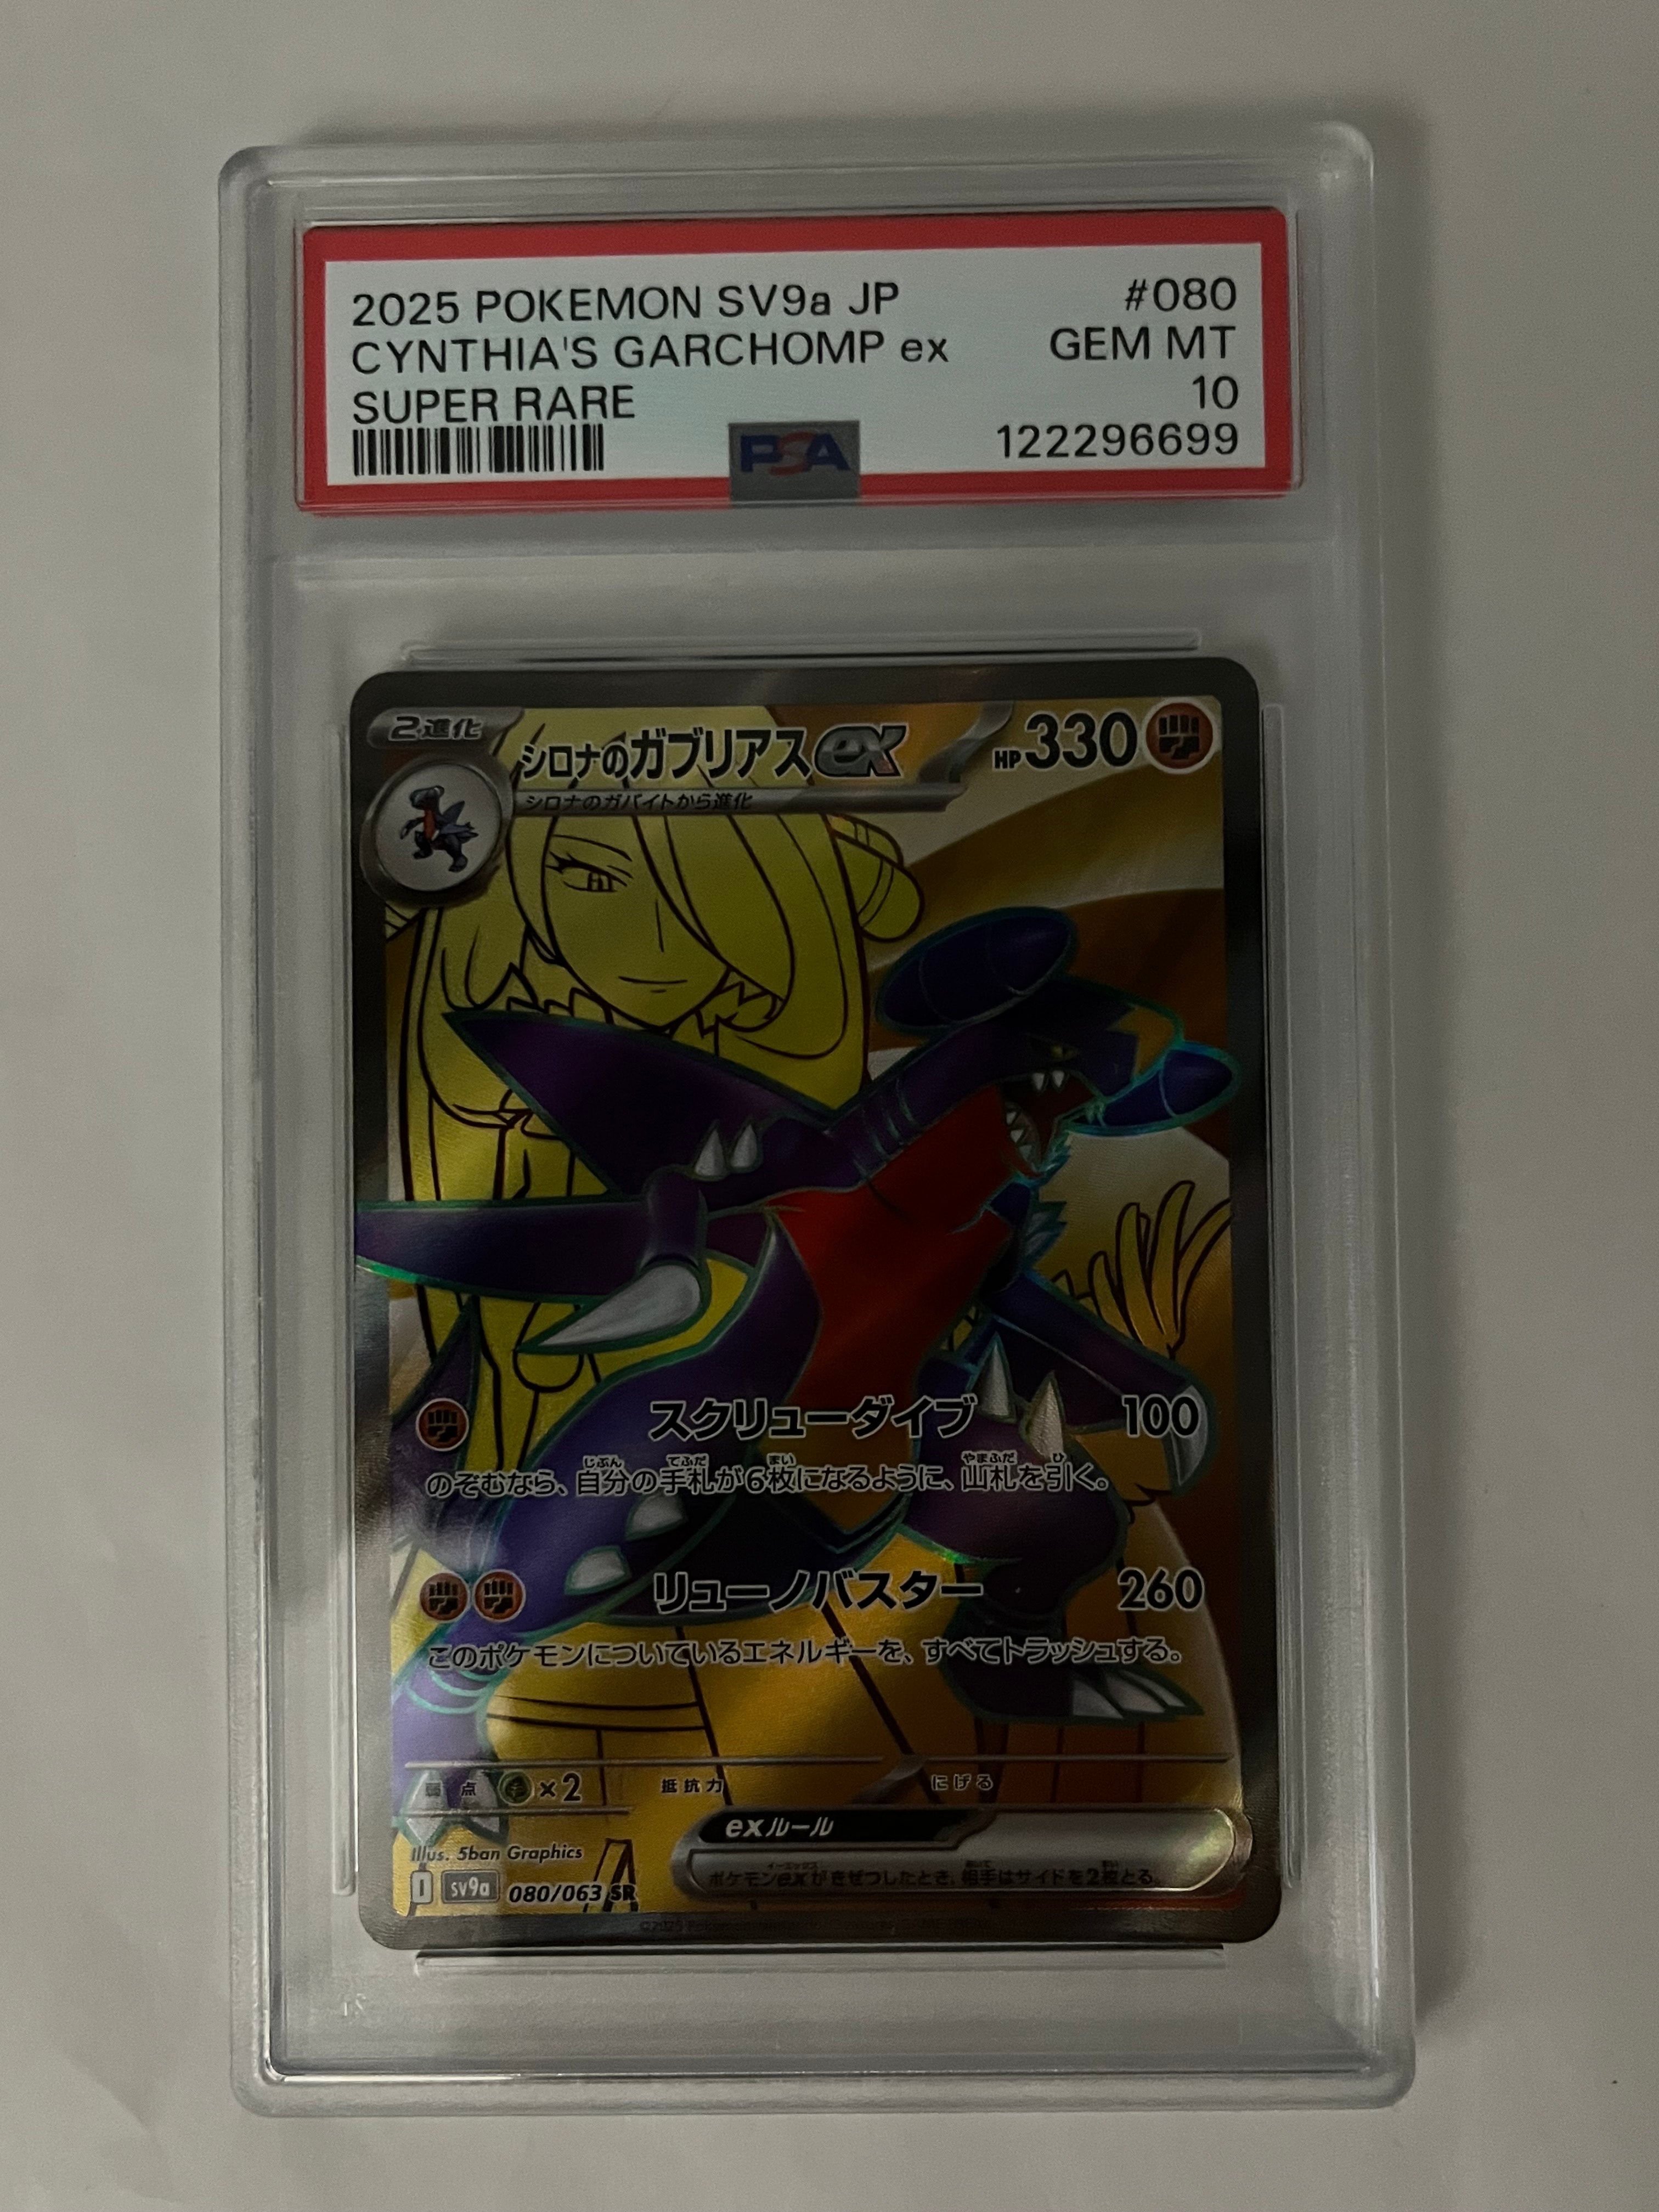 2025 POKEMON SV9a JP #080
CYNTHIA'S GARCHOMP ex GEM MT
SUPER RARE 10
PSA 122296699
2進化 シロナのガブリアスex HP330
シロナのガバイトから進化
スクリューダイブ 100
のぞむなら、自分の手札が6枚になるように、山札を引く。
リューノバスター 260
このポケモンについているエネルギーを、すべてトラッシュする。
弱点 ×2 抵抗力 にげる
exルール
ポケモンexがきぜつしたとき、相手はサイドを2枚とる。
Illus. 5ban Graphics
I sv9a 080/063 SR
©2025